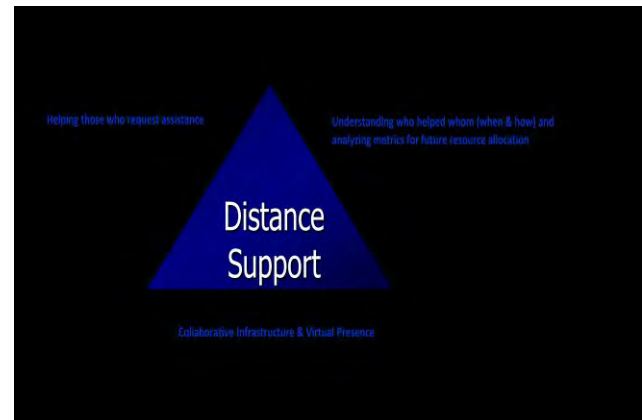 Helping those who request assistance
Understanding who helped whom (when & how) and
analyzing metrics for future resource allocation
Distance
Support
Collaborative Infrastructure & Virtual Presence